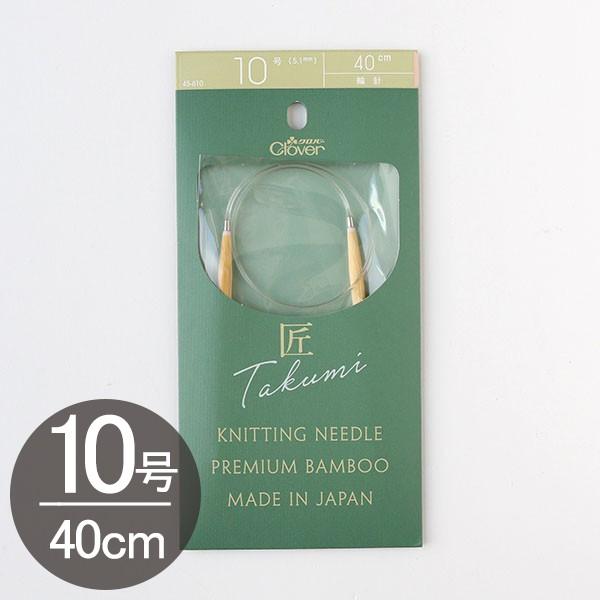 10号 (5.1mm)
40cm
45-610
輪針
クロバー
Clover
匠
Takumi
KNITTING NEEDLE
PREMIUM BAMBOO
MADE IN JAPAN
10号
40cm